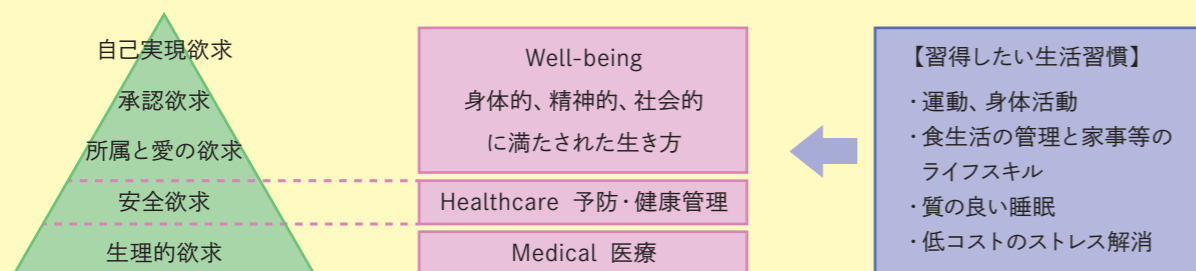 自己実現欲求
承認欲求
所属と愛の欲求
安全欲求
生理的欲求
Well-being
身体的、精神的、社会的
に満たされた生き方
Healthcare 予防・健康管理
Medical 医療
【習得したい生活習慣】
・運動、身体活動
・食生活の管理と家事等の
ライフスキル
・質の良い睡眠
・低コストのストレス解消